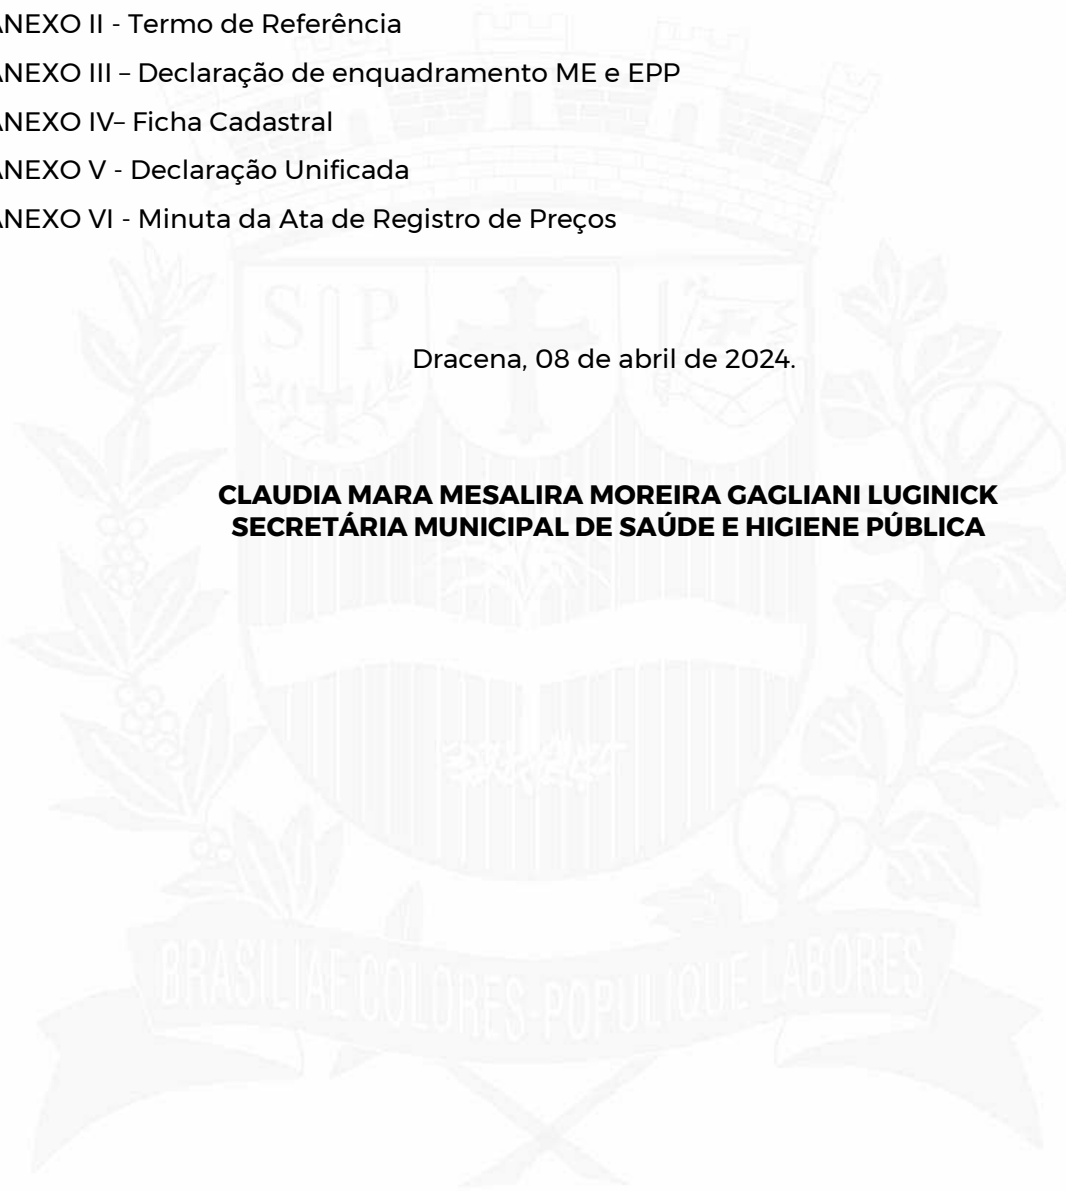 ANEXO II - Termo de Referência
ANEXO III – Declaração de enquadramento ME e EPP
ANEXO IV– Ficha Cadastral
ANEXO V - Declaração Unificada
ANEXO VI - Minuta da Ata de Registro de Preços
S P
Dracena, 08 de abril de 2024.
CLAUDIA MARA MESALIRA MOREIRA GAGLIANI LUGINICK
SECRETÁRIA MUNICIPAL DE SAÚDE E HIGIENE PÚBLICA
BRASILIAE COLORES-POPULIQUE LABORES